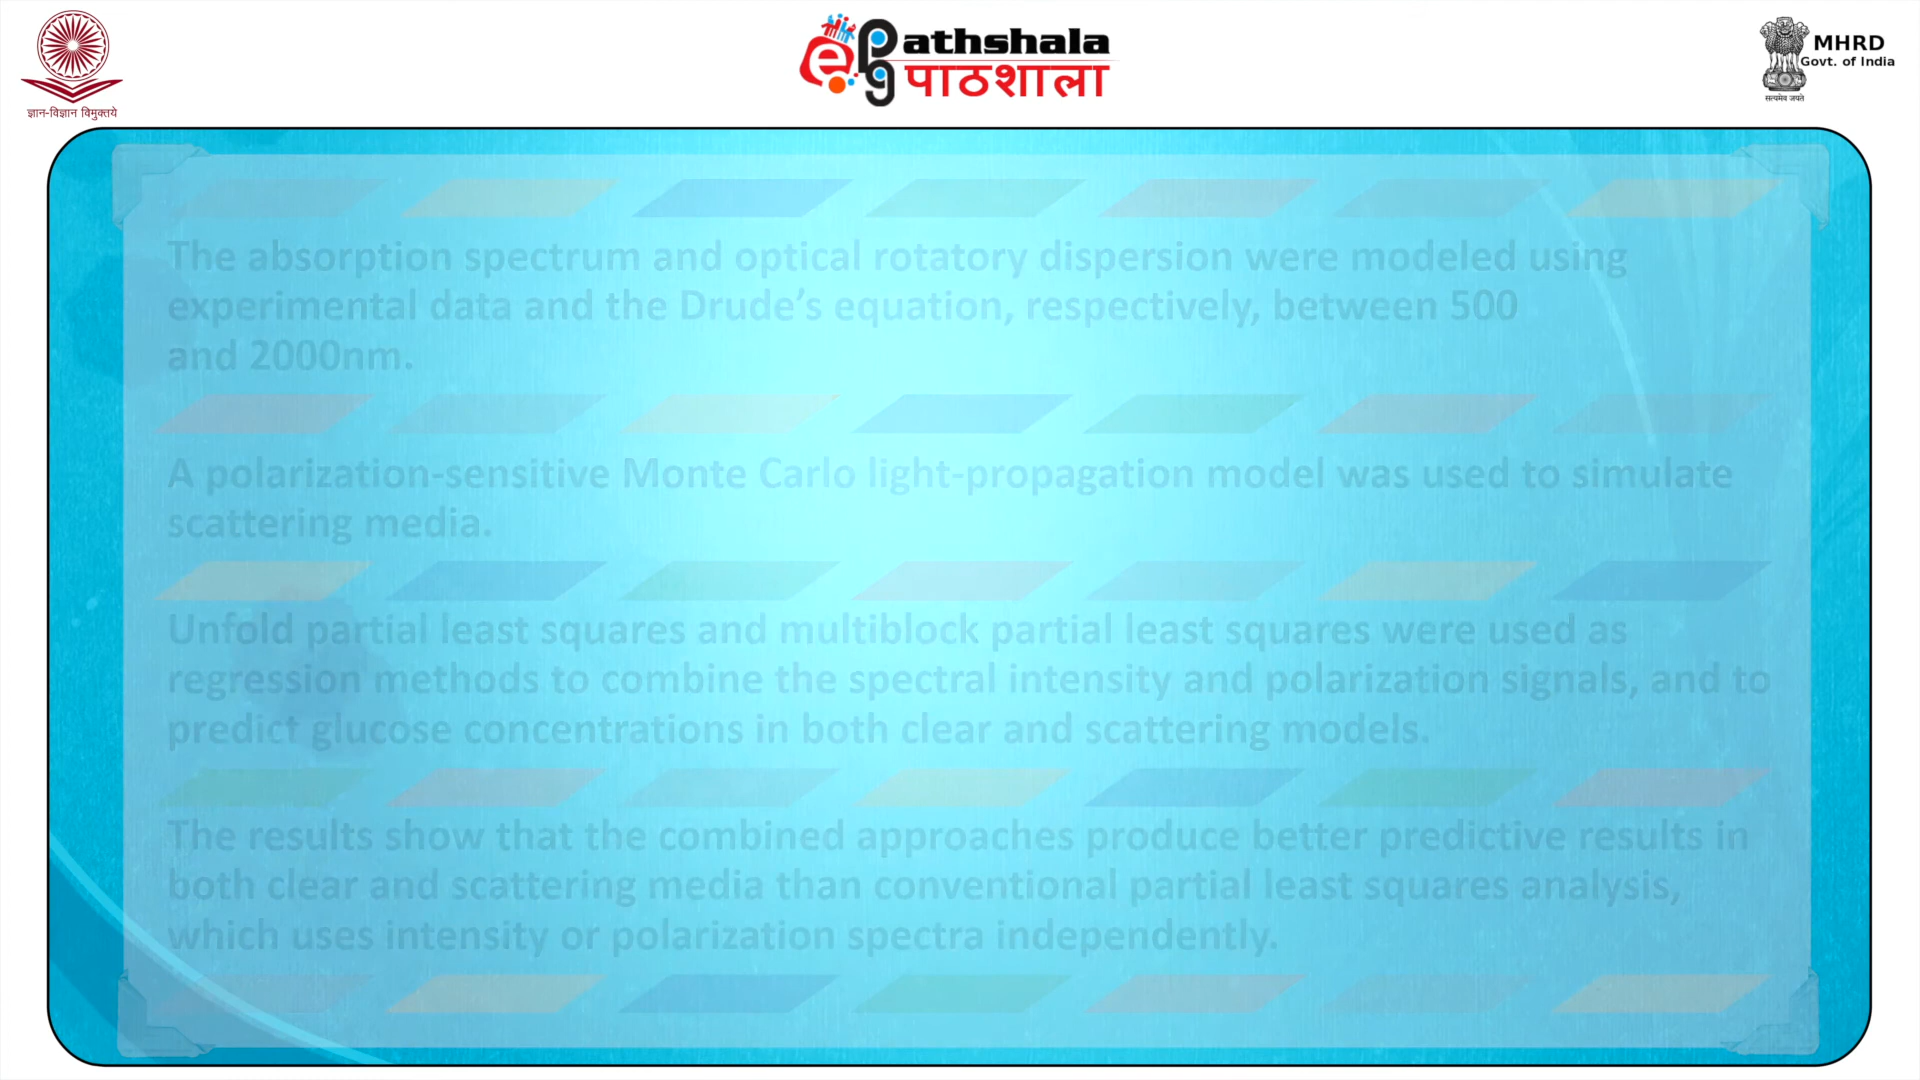 ज्ञान-विज्ञान विमुक्तये
ePg athshala
पाठशाला
MHRD
Govt. of India
सत्यमेव जयते
The absorption spectrum and optical rotatory dispersion were modeled using
experimental data and the Drude’s equation, respectively, between 500
and 2000nm.
A polarization-sensitive Monte Carlo light-propagation model was used to simulate
scattering media.
Unfold partial least squares and multiblock partial least squares were used as
regression methods to combine the spectral intensity and polarization signals, and to
predict glucose concentrations in both clear and scattering models.
The results show that the combined approaches produce better predictive results in
both clear and scattering media than conventional partial least squares analysis,
which uses intensity or polarization spectra independently.